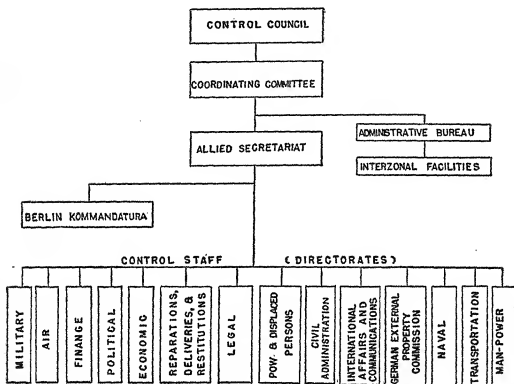 CONTROL COUNCIL
COORDINATING COMMITTEE
ALLIED SECRETARIAT
ADMINISTRATIVE BUREAU
INTERZONAL FACILITIES
BERLIN KOMMANDATURA
CONTROL STAFF (DIRECTORATES)
MILITARY
AIR
FINANCE
POLITICAL
ECONOMIC
REPARATIONS,
DELIVERIES, &
RESTITUTIONS
LEGAL
POW. & DISPLACED
PERSONS
CIVIL
ADMINISTRATION
INTERNATIONAL
AFFAIRS AND
COMMUNICATIONS
GERMAN EXTERNAL
PROPERTY
COMMISSION
NAVAL
TRANSPORTATION
MAN-POWER